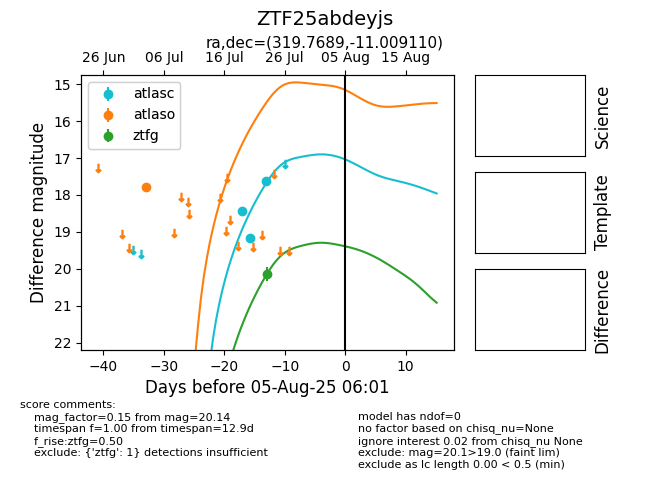 ZTF25abdeyjs
ra,dec=(319.7689,-11.009110)
26 Jun 06 Jul 16 Jul 26 Jul 05 Aug 15 Aug
atlasc
atlaso
ztfg
15
16
17
18
19
20
21
22
Difference magnitude
−40 −30 −20 −10 0 10
Days before 05-Aug-25 06:01
Science
Template
Difference
score comments:
mag_factor=0.15 from mag=20.14
timespan f=1.00 from timespan=12.9d
f_rise:ztfg=0.50
exclude: {'ztfg': 1} detections insufficient
model has ndof=0
no factor based on chisq_nu=None
ignore interest 0.02 from chisq_nu None
exclude: mag=20.1>19.0 (faint lim)
exclude as lc length 0.00 < 0.5 (min)